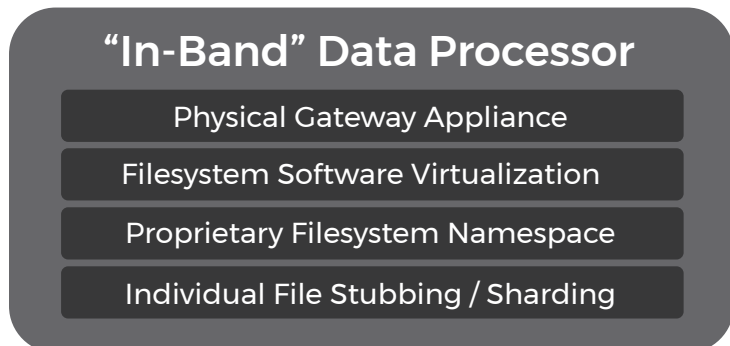 “In-Band” Data Processor
Physical Gateway Appliance
Filesystem Software Virtualization
Proprietary Filesystem Namespace
Individual File Stubbing / Sharding